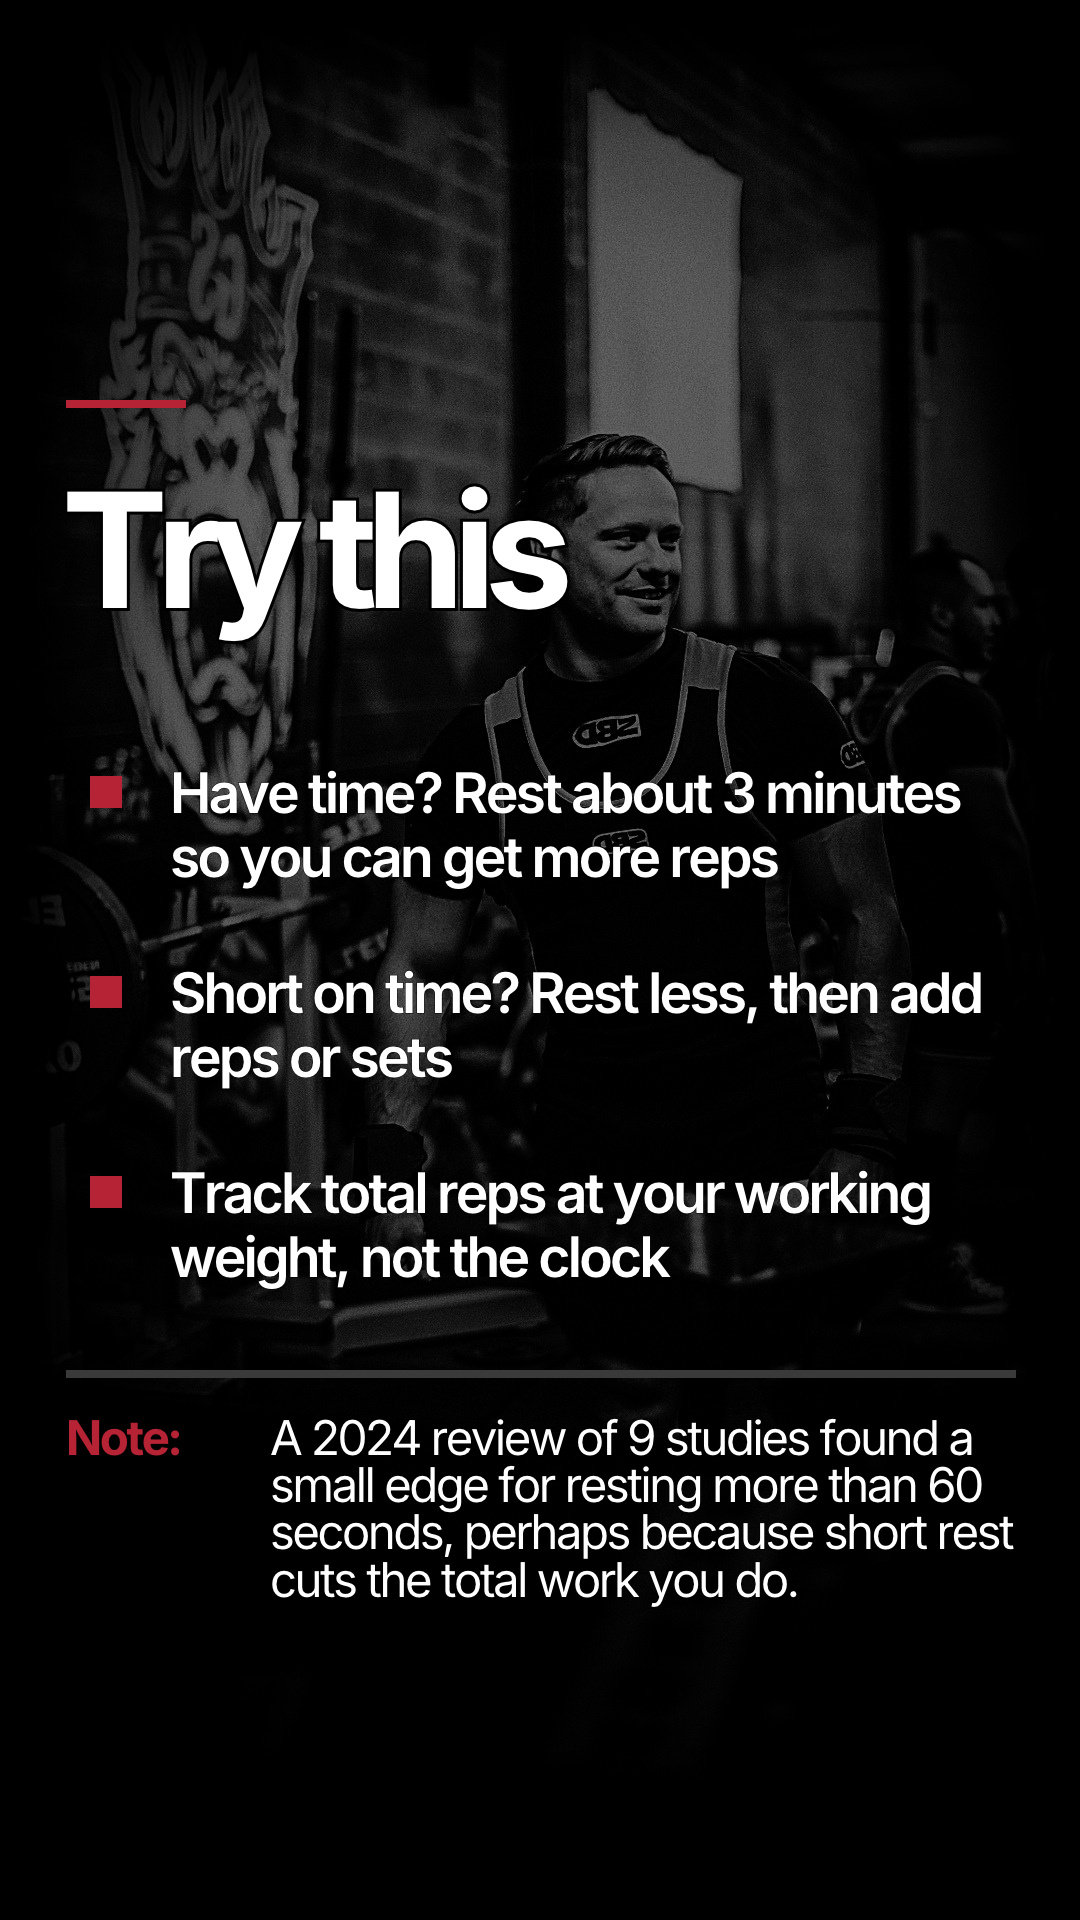 Try this
Have time? Rest about 3 minutes
so you can get more reps
Short on time? Rest less, then add
reps or sets
Track total reps at your working
weight, not the clock
Note:
A 2024 review of 9 studies found a
small edge for resting more than 60
seconds, perhaps because short rest
cuts the total work you do.